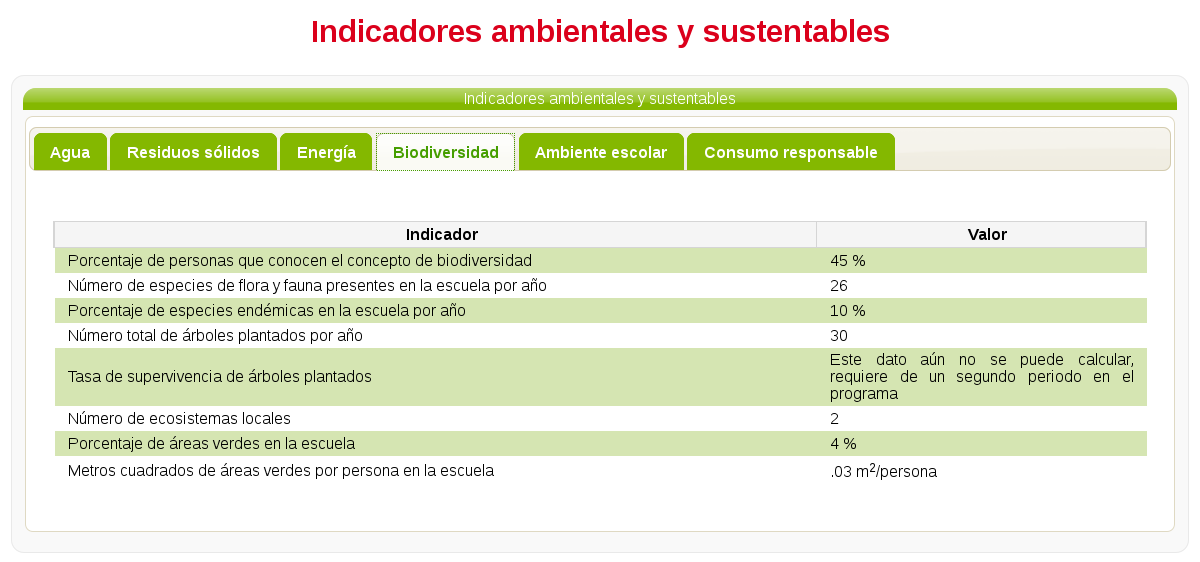 Indicadores ambientales y sustentables
Indicadores ambientales y sustentables
Agua Residuos sólidos Energía Biodiversidad Ambiente escolar Consumo responsable
Indicador Valor
Porcentaje de personas que conocen el concepto de biodiversidad 45 %
Número de especies de flora y fauna presentes en la escuela por año 26
Porcentaje de especies endémicas en la escuela por año 10 %
Número total de árboles plantados por año 30
Tasa de supervivencia de árboles plantados Este dato aún no se puede calcular,
requiere de un segundo periodo en el
programa
Número de ecosistemas locales 2
Porcentaje de áreas verdes en la escuela 4 %
Metros cuadrados de áreas verdes por persona en la escuela .03 m²/persona